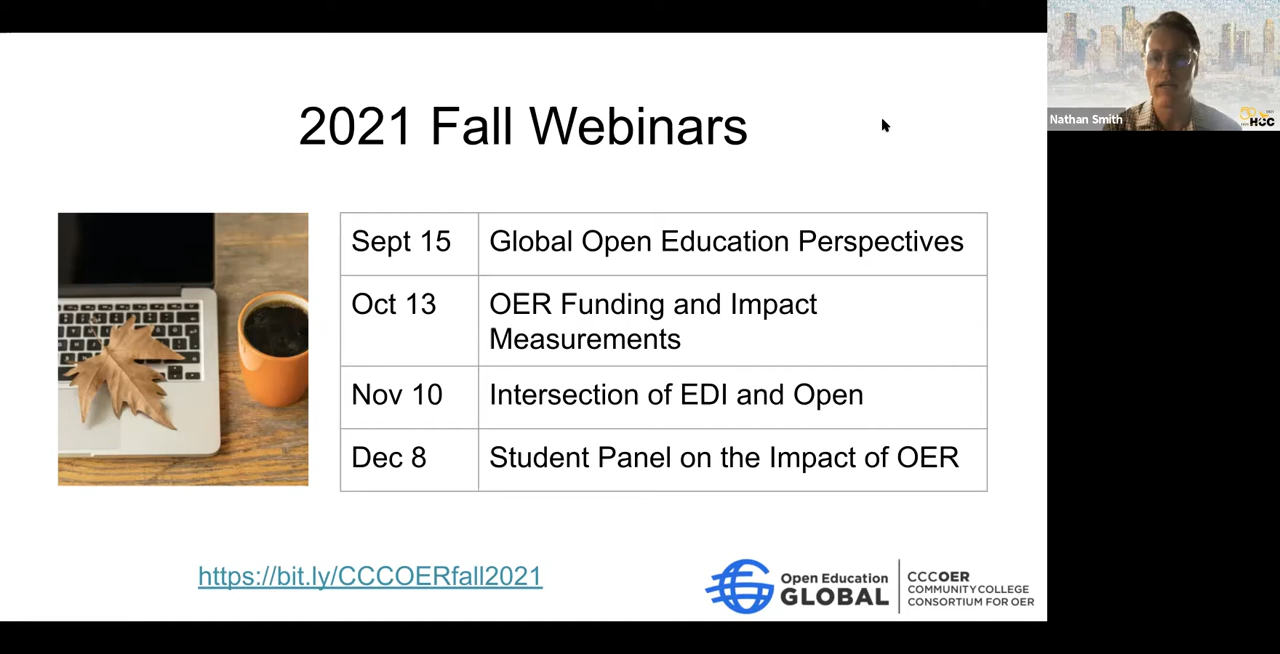 2021 Fall Webinars
Nathan Smith
HCC
Sept 15
Global Open Education Perspectives
Oct 13
OER Funding and Impact
Measurements
Nov 10
Intersection of EDI and Open
Dec 8
Student Panel on the Impact of OER
https://bit.ly/CCCOERfall2021
Open Education
GLOBAL
CCCOER
COMMUNITY COLLEGE
CONSORTIUM FOR OER